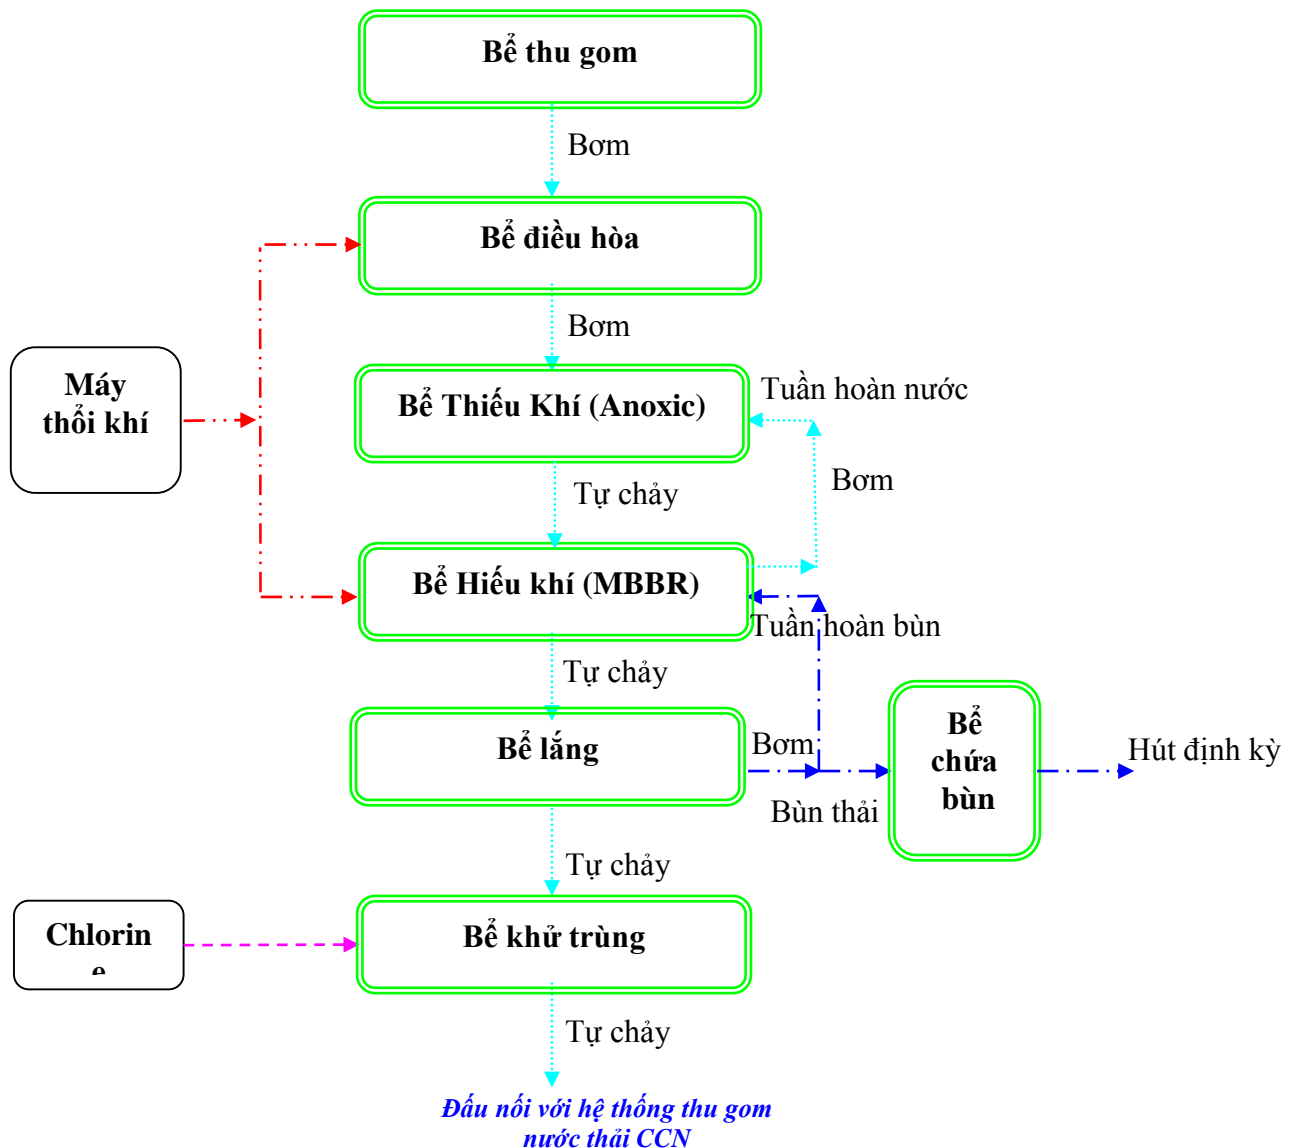 Bể thu gom
Bơm
Bể điều hòa
Bơm
Máy
thổi khí
Bể Thiếu Khí (Anoxic)
Tuần hoàn nước
Bơm
Tự chảy
Bể Hiếu khí (MBBR)
Tuần hoàn bùn
Tự chảy
Bể lắng
Bơm
Bùn thải
Bể
chứa
bùn
Hút định kỳ
Tự chảy
Chlorin
e
Bể khử trùng
Tự chảy
Đấu nối với hệ thống thu gom
nước thải CCN